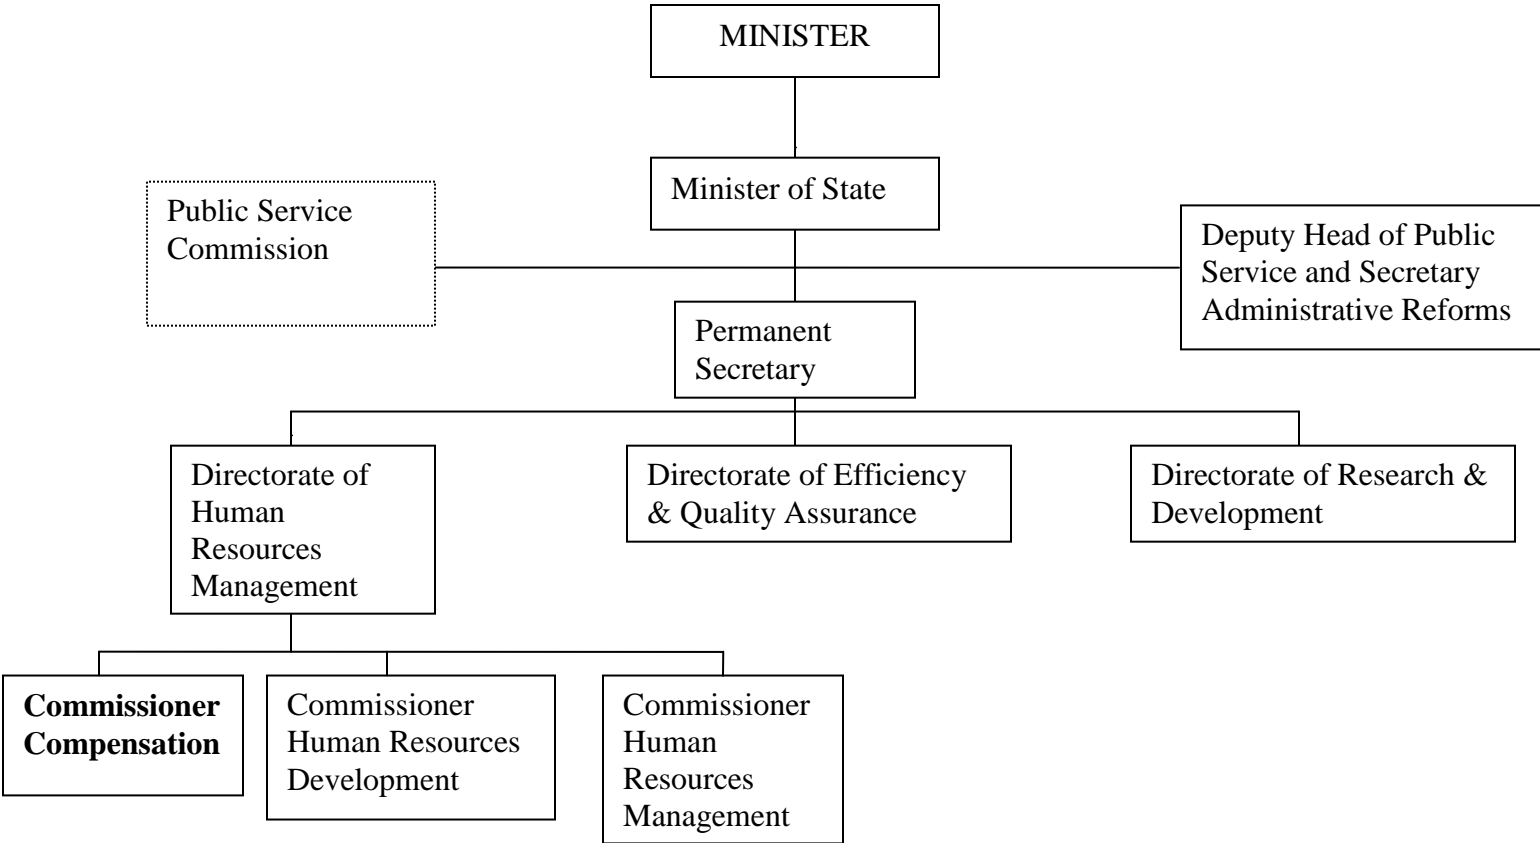 MINISTER
Minister of State
Public Service
Commission
Deputy Head of Public
Service and Secretary
Administrative Reforms
Permanent
Secretary
Directorate of
Human
Resources
Management
Directorate of Efficiency
& Quality Assurance
Directorate of Research &
Development
Commissioner
Compensation
Commissioner
Human Resources
Development
Commissioner
Human
Resources
Management